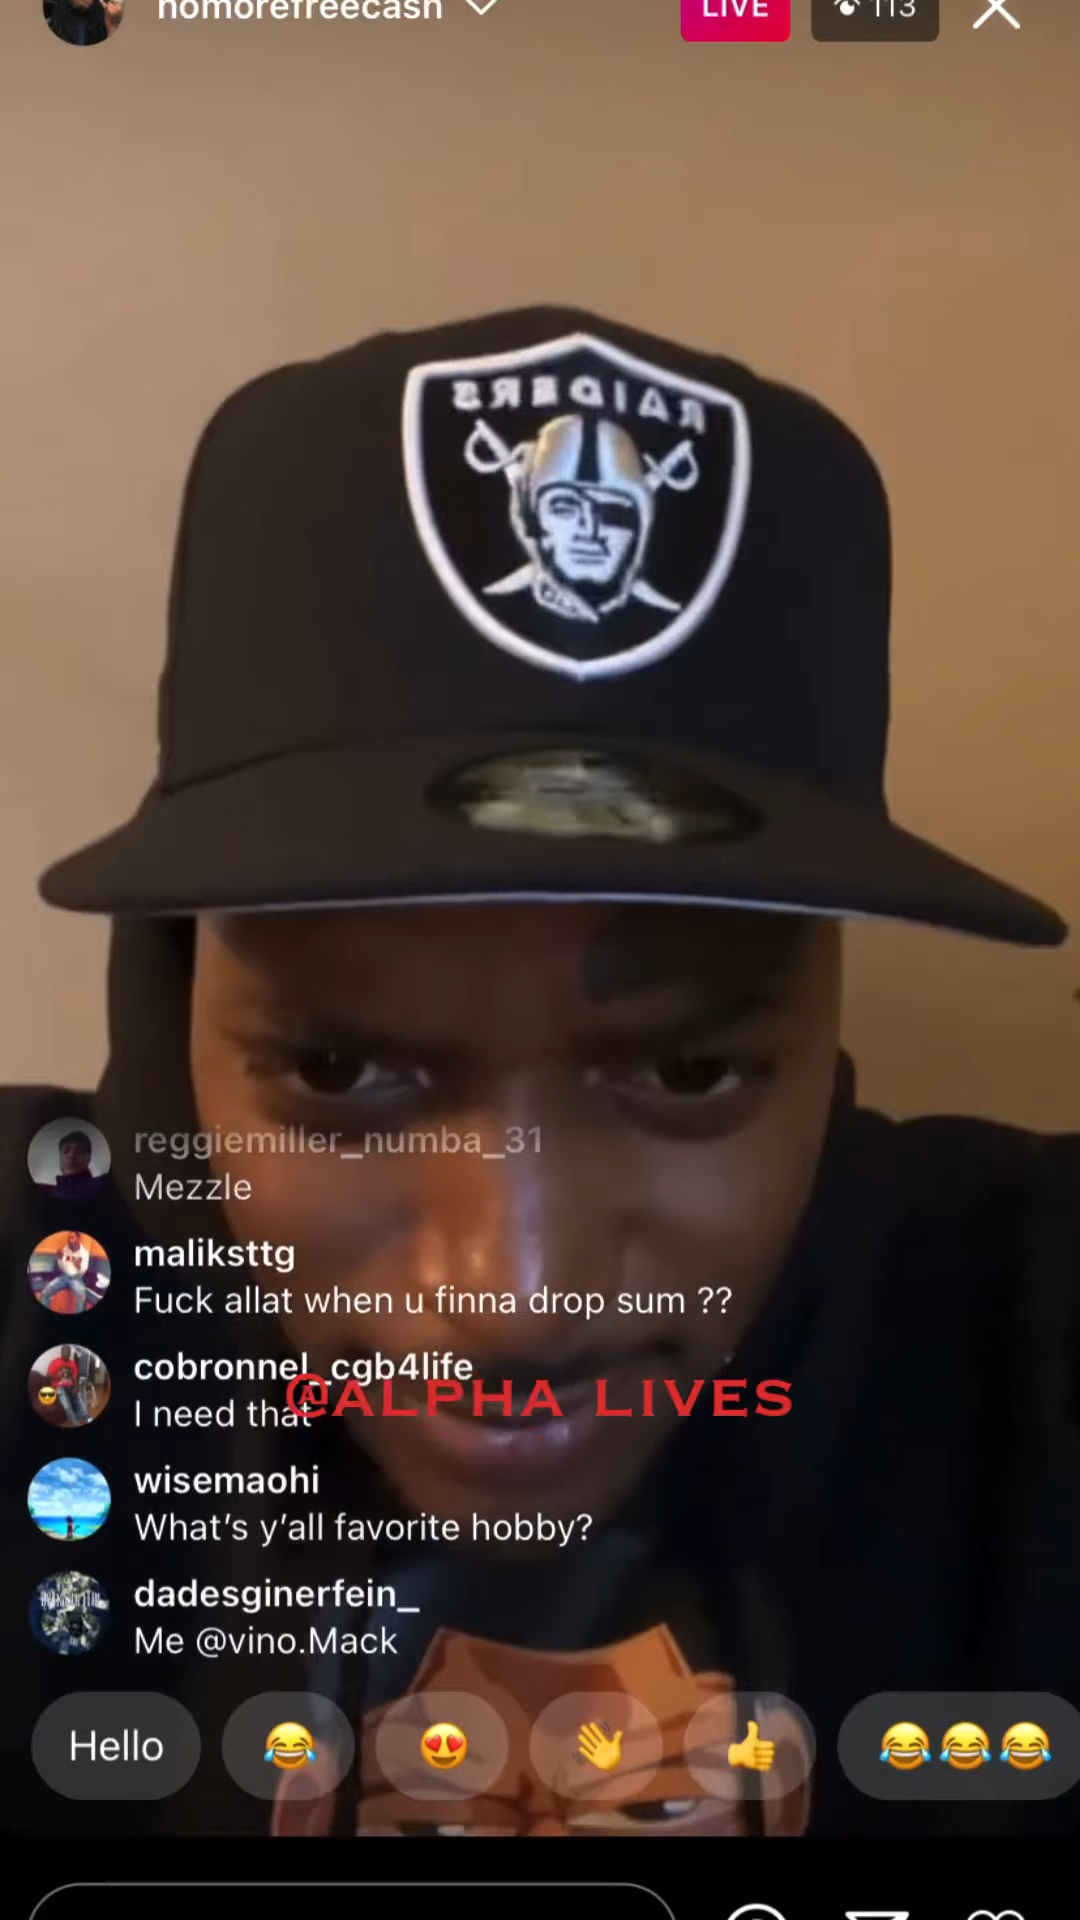 nomorefreecash
LIVE
113
RAIDERS
reggiemiller_numba_31
Mezzle
maliksttg
Fuck allat when u finna drop sum ??
cobronnel_cgb4life
I need that
@ALPHA LIVES
wisemaohi
What's y'all favorite hobby?
dadesginerfein_
Me @vino.Mack
Hello